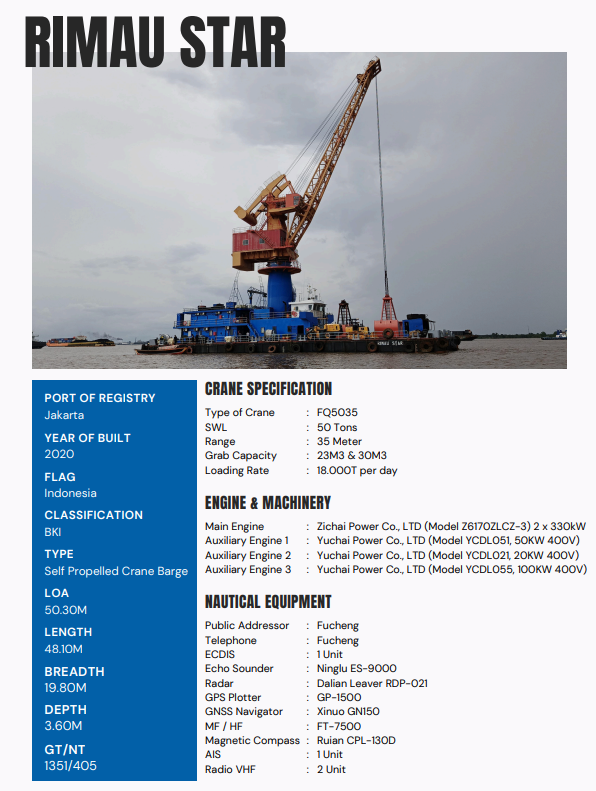 RIMAU STAR
RIMAU STAR
PORT OF REGISTRY
Jakarta
YEAR OF BUILT
2020
FLAG
Indonesia
CLASSIFICATION
BKI
TYPE
Self Propelled Crane Barge
LOA
50.30M
LENGTH
48.10M
BREADTH
19.80M
DEPTH
3.60M
GT/NT
1351/405
CRANE SPECIFICATION
Type of Crane : FQ5035
SWL : 50 Tons
Range : 35 Meter
Grab Capacity : 23M3 & 30M3
Loading Rate : 18.000T per day
ENGINE & MACHINERY
Main Engine : Zichai Power Co., LTD (Model Z6170ZLCZ-3) 2 x 330kW
Auxiliary Engine 1 : Yuchai Power Co., LTD (Model YCDL051, 50KW 400V)
Auxiliary Engine 2 : Yuchai Power Co., LTD (Model YCDL021, 20KW 400V)
Auxiliary Engine 3 : Yuchai Power Co., LTD (Model YCDL055, 100KW 400V)
NAUTICAL EQUIPMENT
Public Addressor : Fucheng
Telephone : Fucheng
ECDIS : 1 Unit
Echo Sounder : Ninglu ES-9000
Radar : Dalian Leaver RDP-021
GPS Plotter : GP-1500
GNSS Navigator : Xinuo GN150
MF / HF : FT-7500
Magnetic Compass : Ruian CPL-130D
AIS : 1 Unit
Radio VHF : 2 Unit